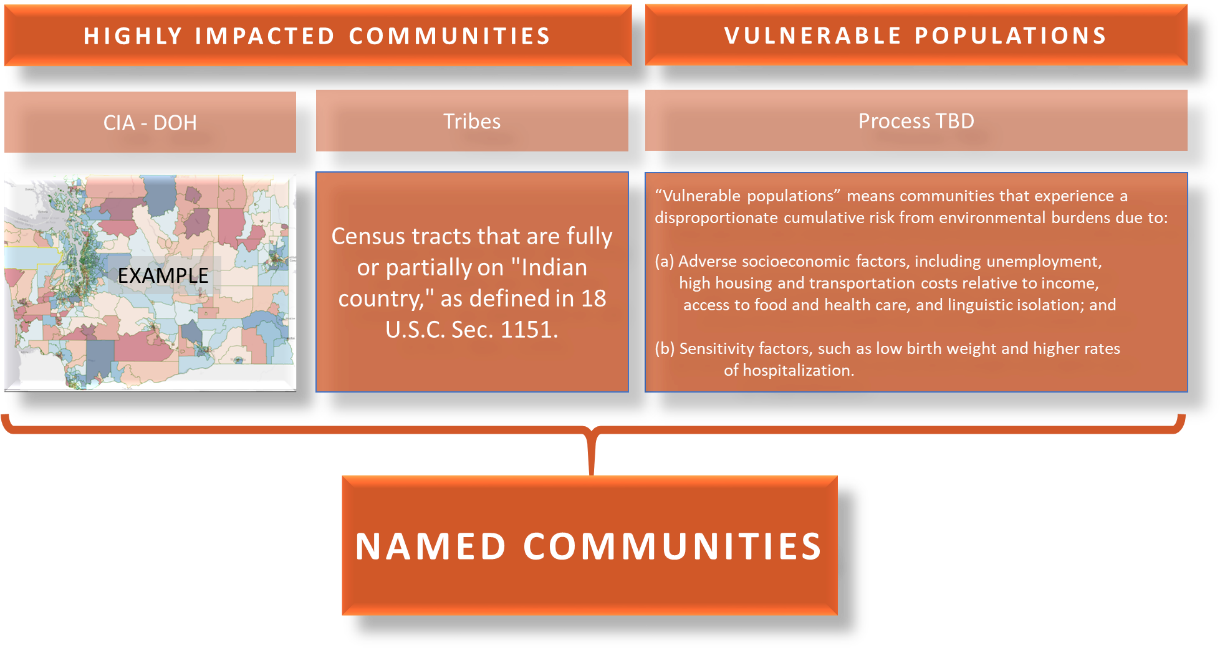 HIGHLY IMPACTED COMMUNITIES
VULNERABLE POPULATIONS
CIA - DOH
Tribes
Process TBD
EXAMPLE
Census tracts that are fully
or partially on "Indian
country," as defined in 18
U.S.C. Sec. 1151.
“Vulnerable populations” means communities that experience a
disproportionate cumulative risk from environmental burdens due to:
(a) Adverse socioeconomic factors, including unemployment,
high housing and transportation costs relative to income,
access to food and health care, and linguistic isolation; and
(b) Sensitivity factors, such as low birth weight and higher rates
of hospitalization.
NAMED COMMUNITIES